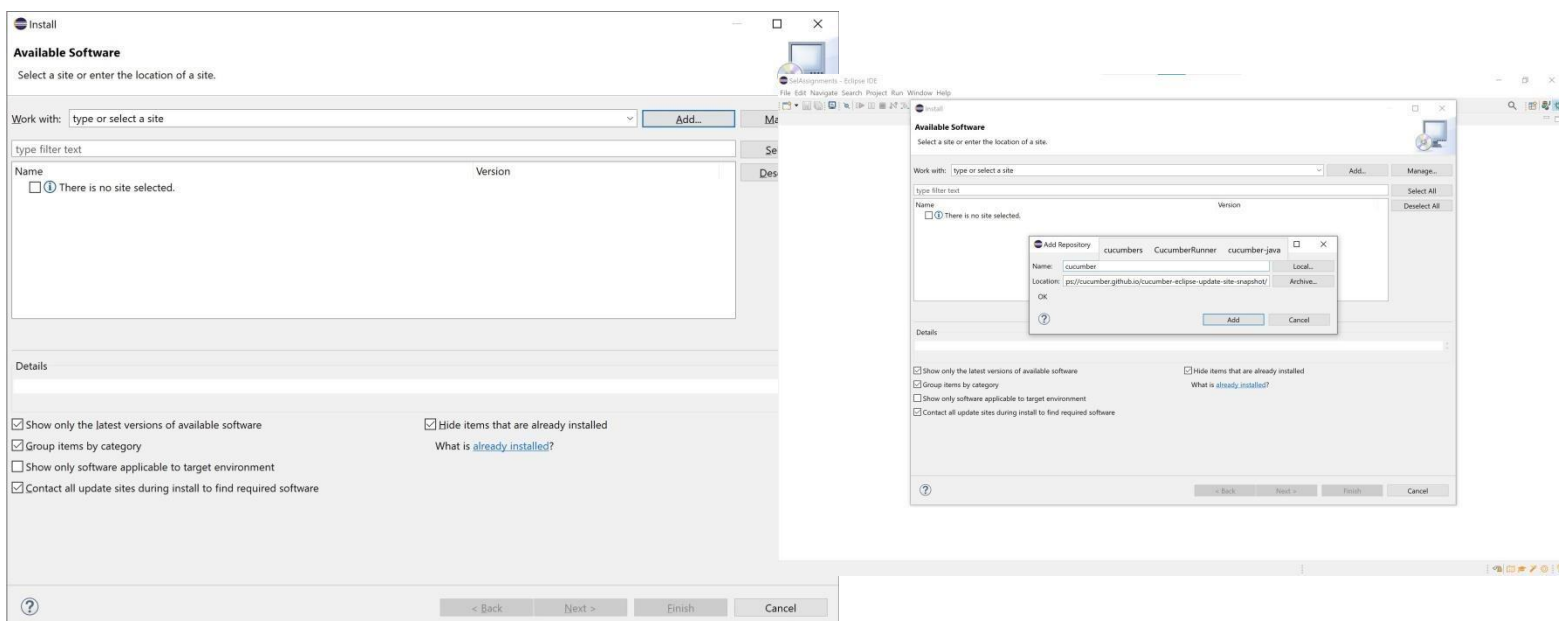 Install
Available Software
Select a site or enter the location of a site.
Work with: type or select a site Add... Ma
type filter text Se
Name Version Des
There is no site selected.
Details
Show only the latest versions of available software Hide items that are already installed
Group items by category What is already installed?
Show only software applicable to target environment
Contact all update sites during install to find required software
< Back Next > Finish Cancel
SelAssignments - Eclipse IDE
File Edit Navigate Search Project Run Window Help
Install
Available Software
Select a site or enter the location of a site.
Work with: type or select a site Add... Manage...
type filter text Select All
Name Version Deselect All
There is no site selected.
Add Repository cucumbers CucumberRunner cucumber-java
Name: cucumber Local...
Location: ps://cucumber.github.io/cucumber-eclipse-update-site-snapshot/ Archive...
OK
Add Cancel
Details
Show only the latest versions of available software Hide items that are already installed
Group items by category What is already installed?
Show only software applicable to target environment
Contact all update sites during install to find required software
< Back Next > Finish Cancel